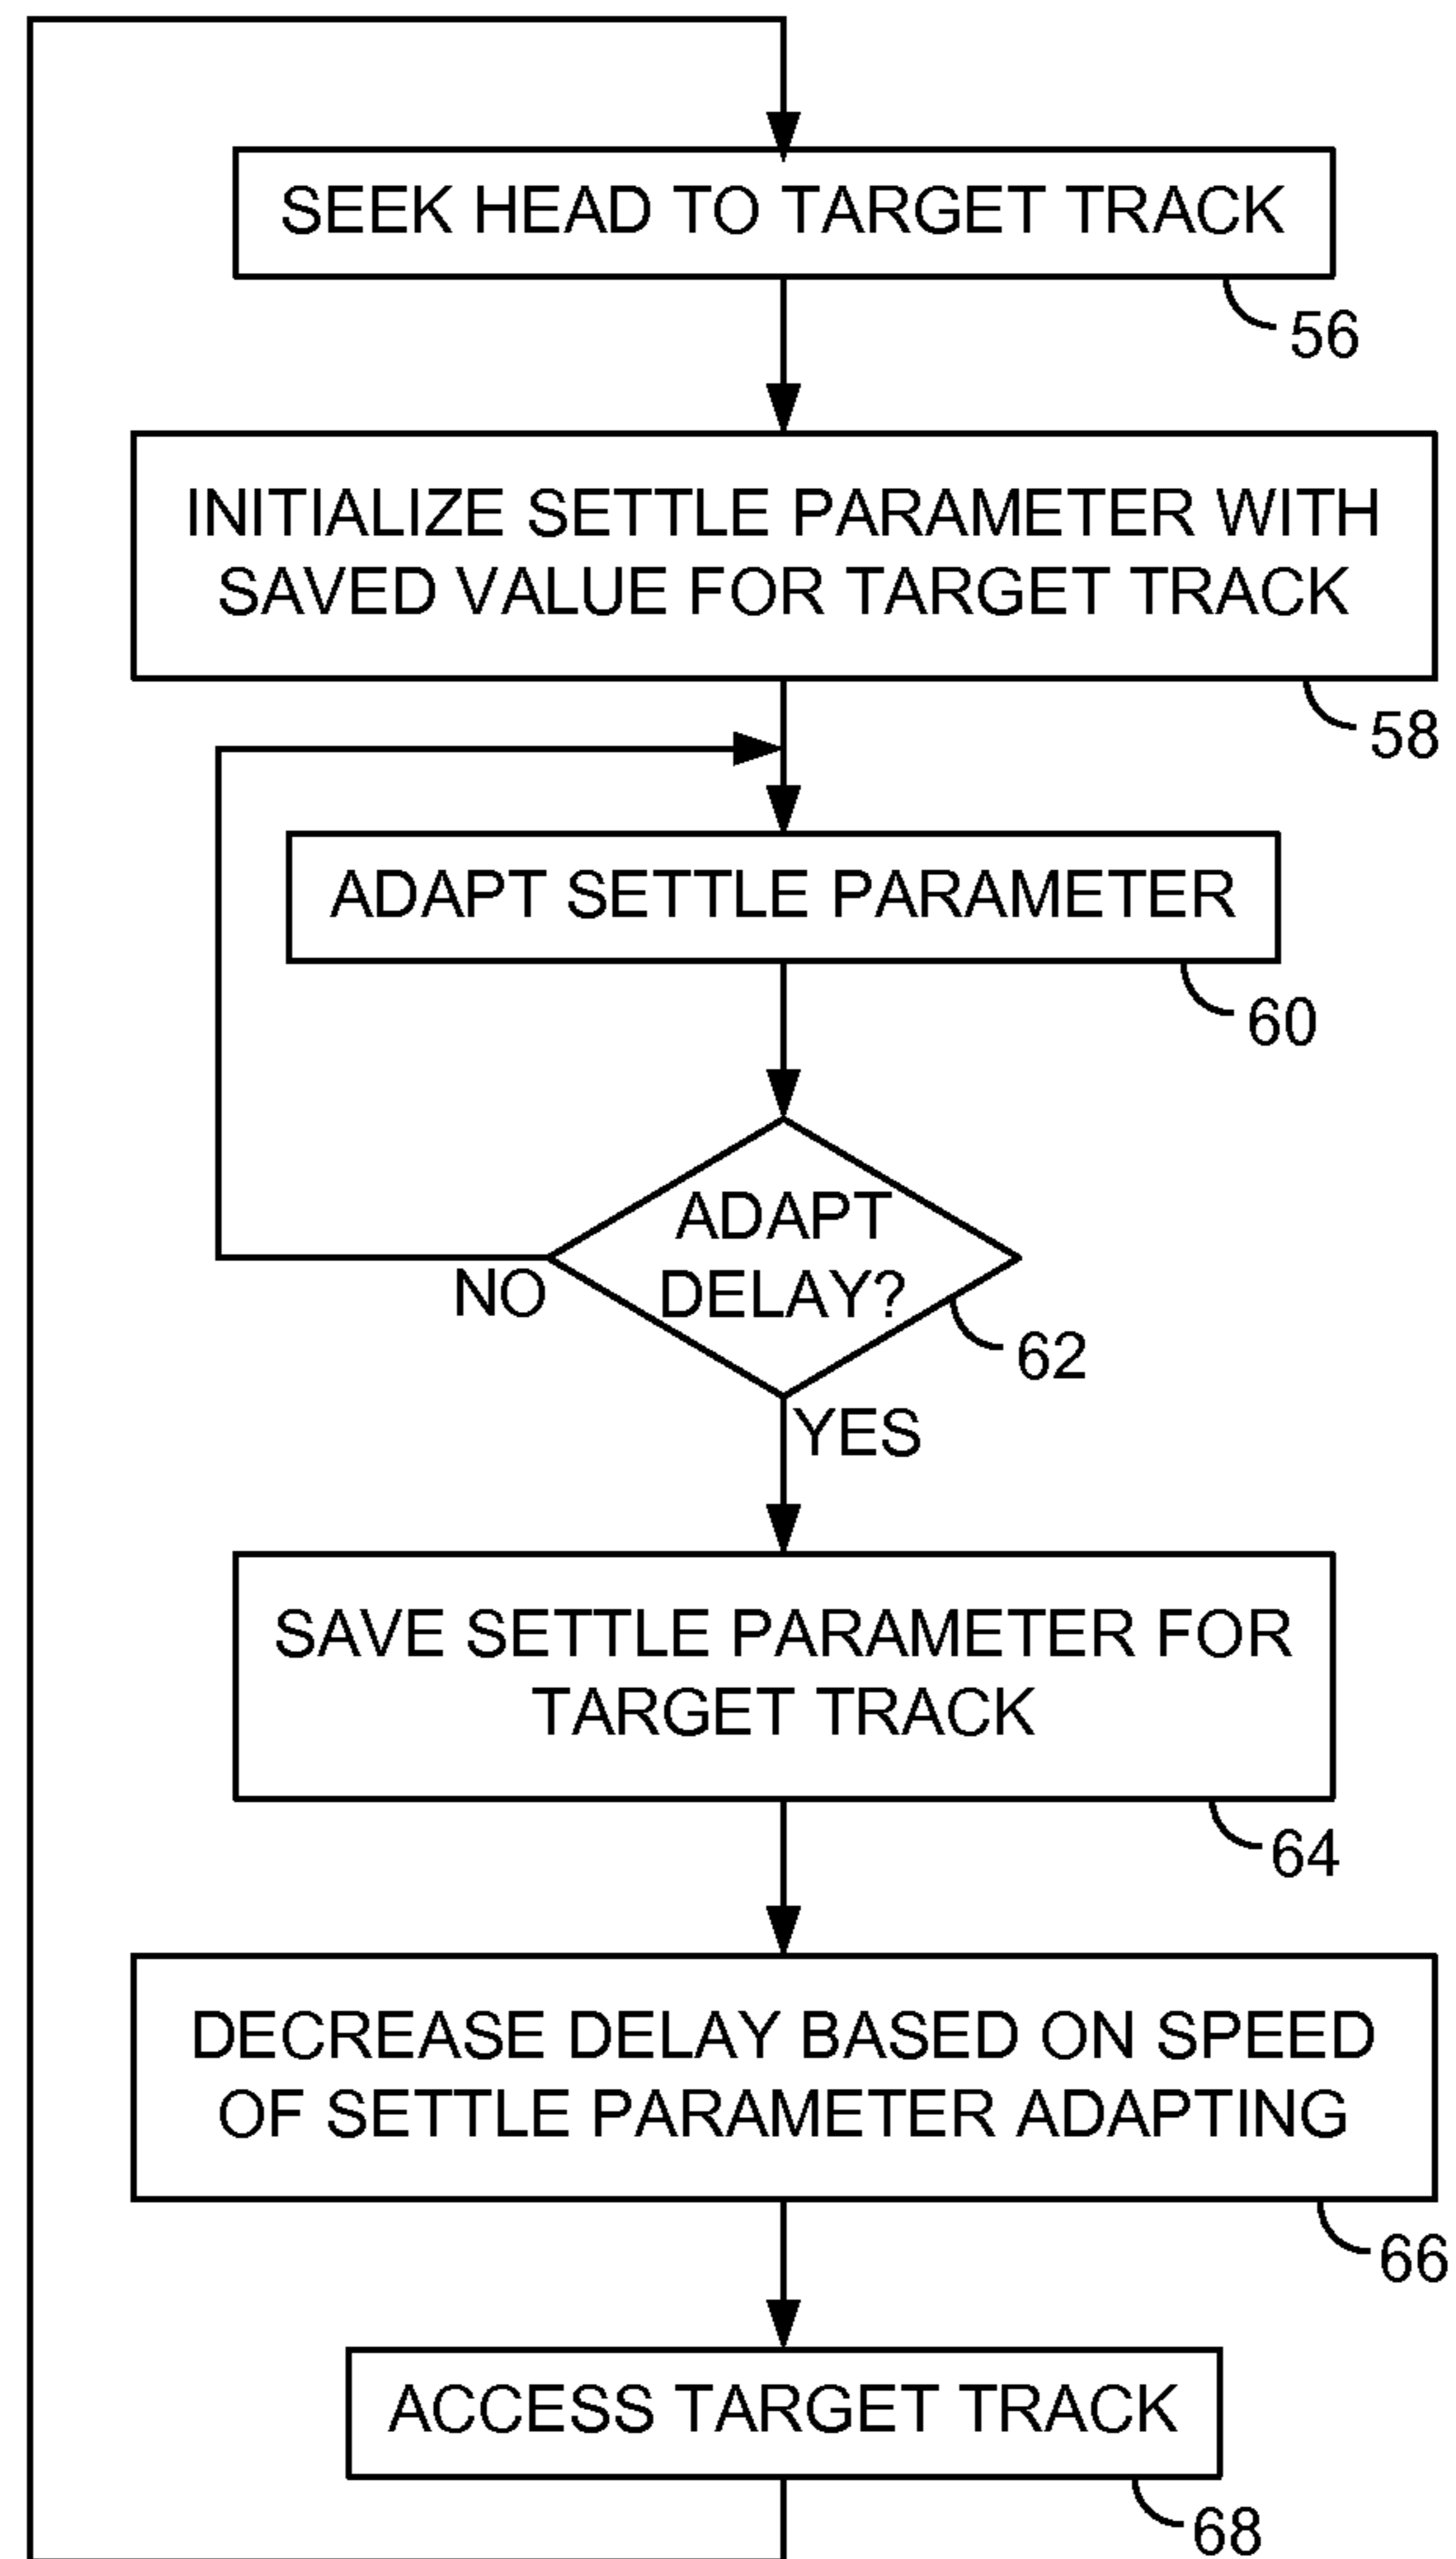 SEEK HEAD TO TARGET TRACK
56
INITIALIZE SETTLE PARAMETER WITH
SAVED VALUE FOR TARGET TRACK
58
ADAPT SETTLE PARAMETER
60
ADAPT
DELAY?
NO
62
YES
SAVE SETTLE PARAMETER FOR
TARGET TRACK
64
DECREASE DELAY BASED ON SPEED
OF SETTLE PARAMETER ADAPTING
66
ACCESS TARGET TRACK
68